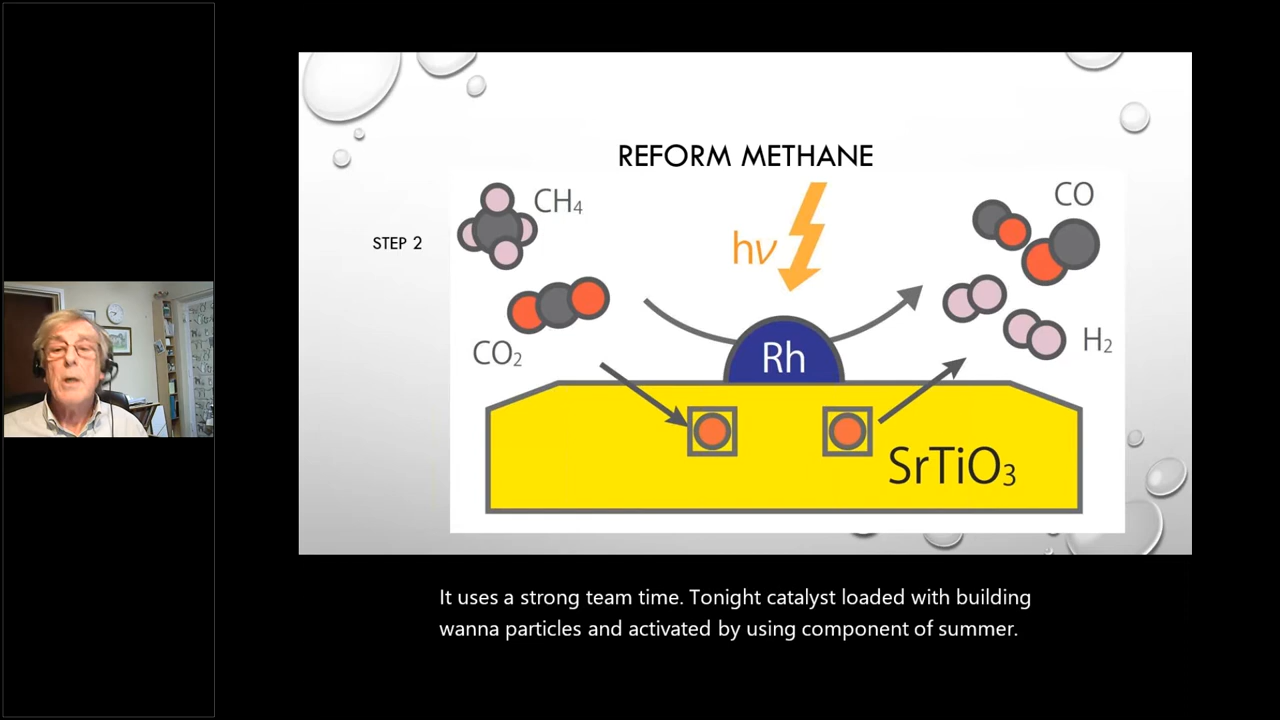 REFORM METHANE
STEP 2
CH₄
CO₂
hν
CO
H₂
Rh
SrTiO₃
It uses a strong team time. Tonight catalyst loaded with building
wanna particles and activated by using component of summer.